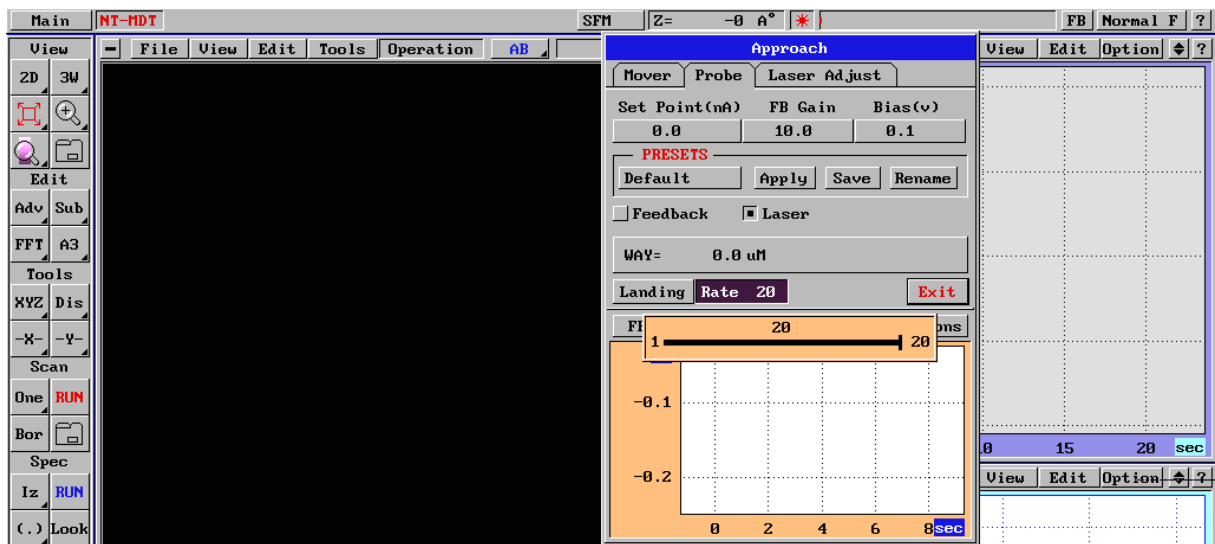 Main NT-MDT SFM Z= -0 A° FB Normal F ?
View
2D 3W
Edit
Adv Sub
FFT A3
Tools
XYZ Dis
-X- -Y-
Scan
One RUN
Bor
Spec
Iz RUN
(.) Look
- File View Edit Tools Operation AB
Approach
Mover Probe Laser Adjust
Set Point(nA) FB Gain Bias(v)
0.0 10.0 0.1
PRESETS
Default Apply Save Rename
Feedback Laser
WAY= 0.0 uM
Landing Rate 20 Exit
20
1 20
-0.1
-0.2
0 2 4 6 8 sec
View Edit Option ?
15 20 sec
View Edit Option ?